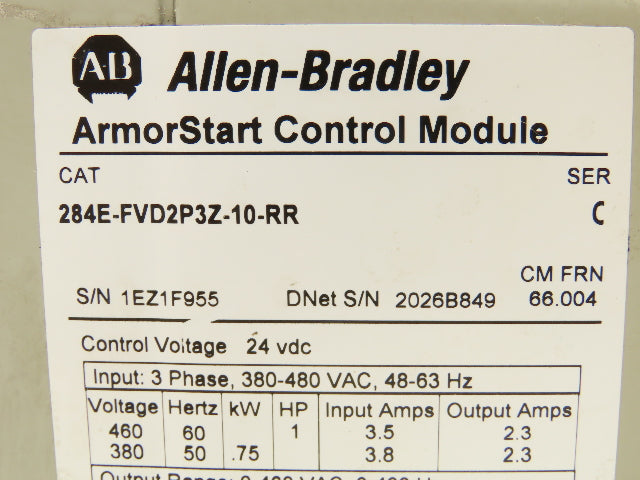 AB Allen-Bradley
ArmorStart Control Module
CAT SER
284E-FVD2P3Z-10-RR C
CM FRN
S/N 1EZ1F955 DNet S/N 2026B849 66.004
Control Voltage 24 vdc
Input: 3 Phase, 380-480 VAC, 48-63 Hz
Voltage Hertz kW HP Input Amps Output Amps
460 60 1 3.5 2.3
380 50 .75 3.8 2.3
Output Range: